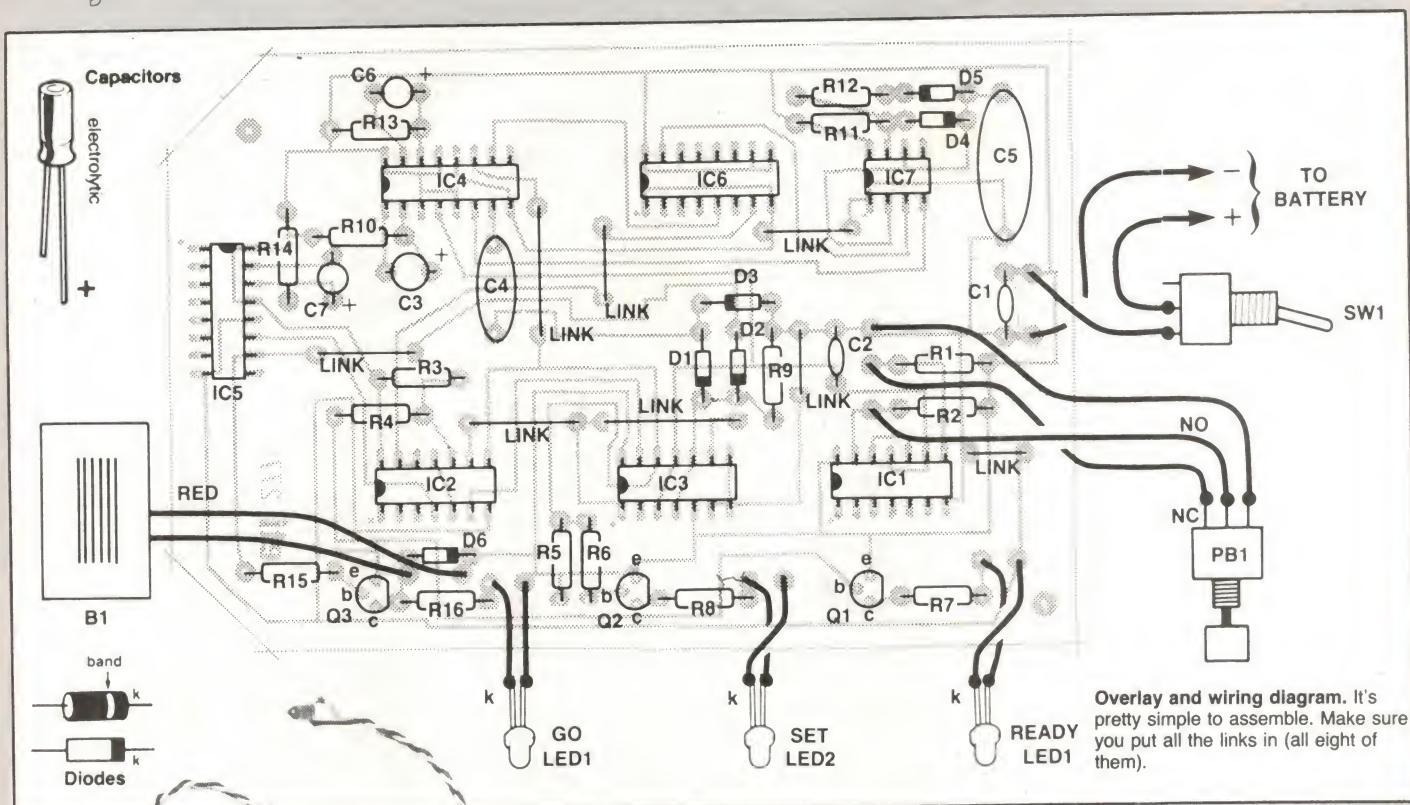 Capacitors
electrolytic
+
C6
+
R13
IC4
R12
R11
D5
D4
C5
IC6
IC7
TO
BATTERY
−
+
R14
R10
C7
+
C3
+
C4
LINK
LINK
LINK
IC5
LINK
R3
R4
D3
D1
D2
R9
C2
LINK
C1
R1
R2
SW1
LINK
LINK
LINK
NO
NC
PB1
IC2
IC3
IC1
RED
B1
D6
R15
e
b
c
Q3
R16
R5
R6
e
b
c
Q2
R8
e
b
c
Q1
R7
band
k
k
Diodes
k
GO
LED1
k
SET
LED2
k
READY
LED1
Overlay and wiring diagram. It's
pretty simple to assemble. Make sure
you put all the links in (all eight of
them).